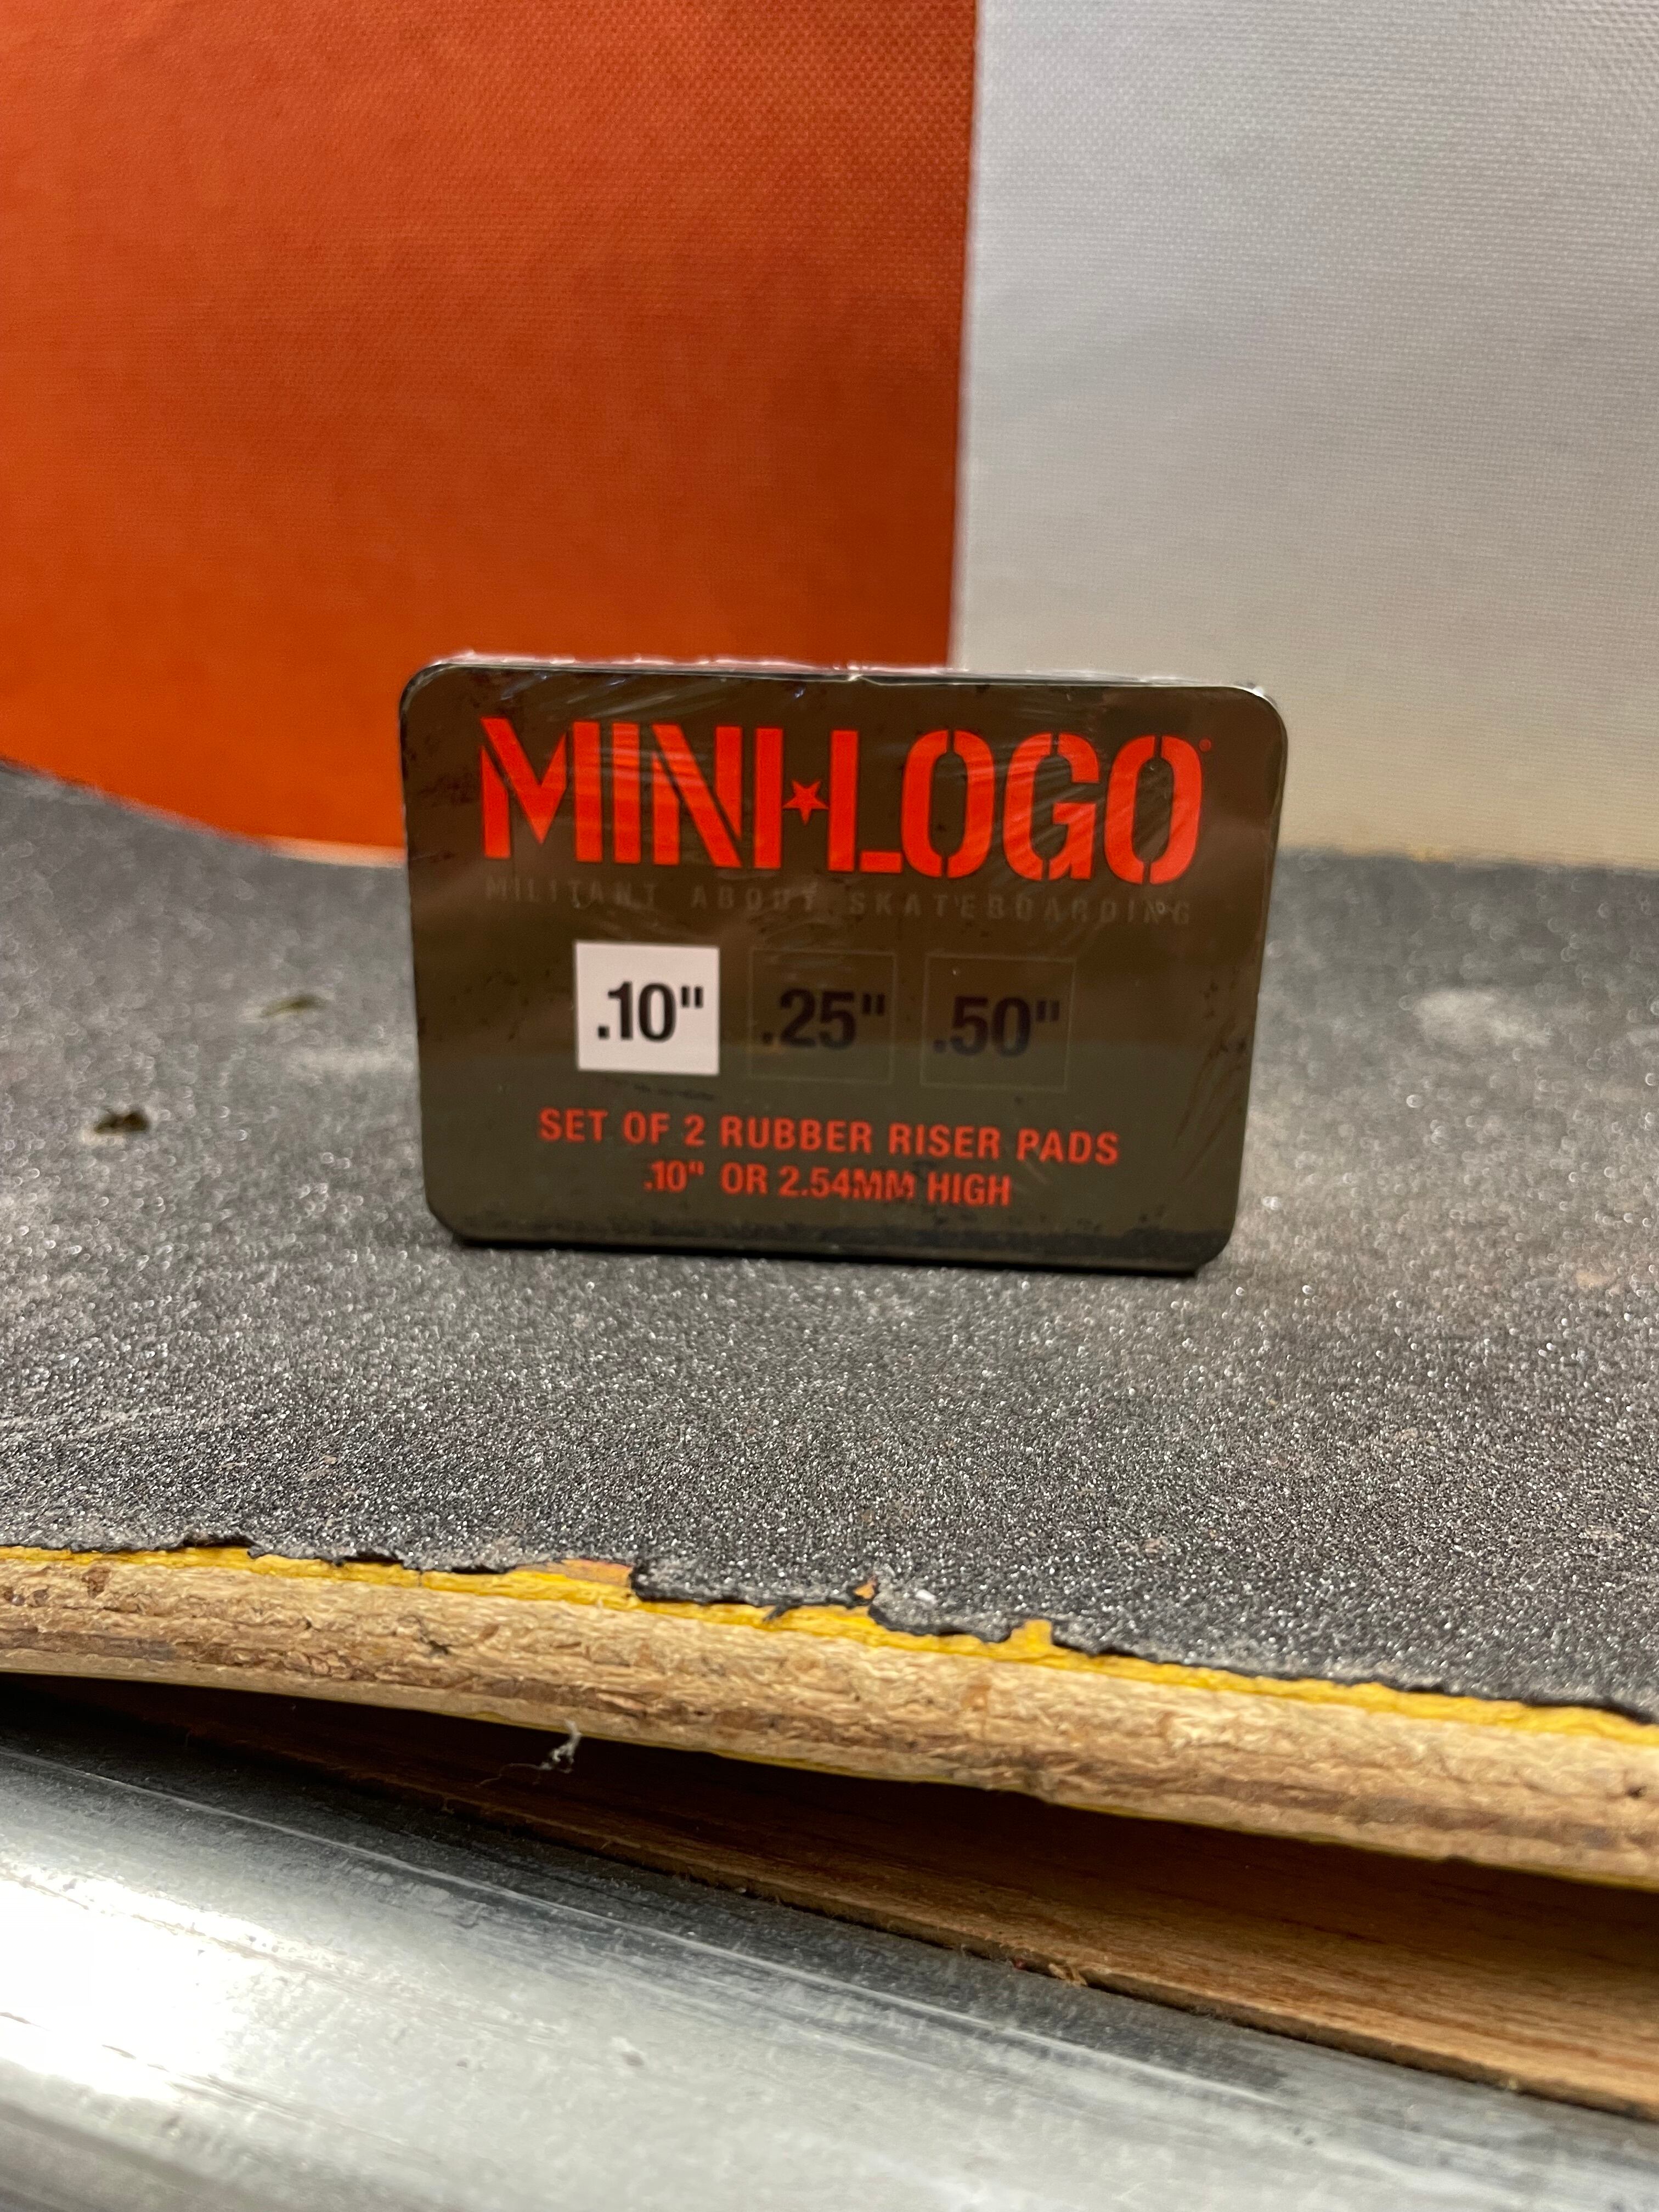 MINI★LOGO®
MILITANT ABOUT SKATEBOARDING
.10" .25" .50"
SET OF 2 RUBBER RISER PADS
.10" OR 2.54MM HIGH